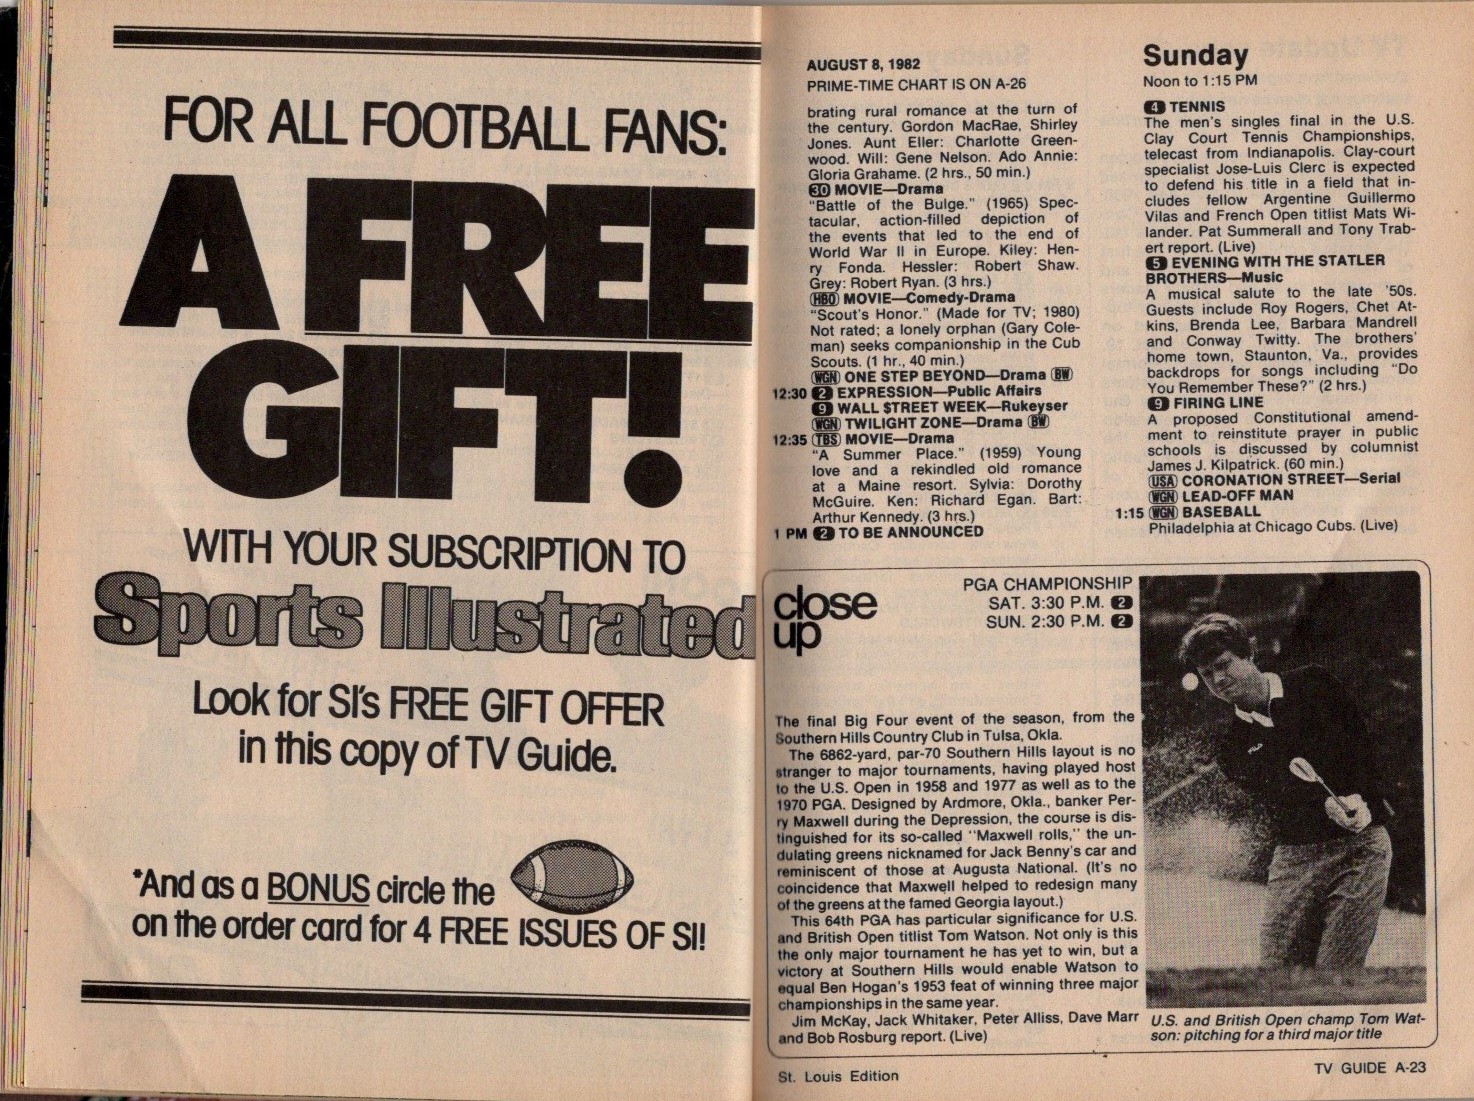 FOR ALL FOOTBALL FANS:
A FREE
GIFT!
WITH YOUR SUBSCRIPTION TO
Sports Illustrated
Look for SI's FREE GIFT OFFER
in this copy of TV Guide.
*And as a BONUS circle the
on the order card for 4 FREE ISSUES OF SI!
AUGUST 8, 1982
PRIME-TIME CHART IS ON A-26
brating rural romance at the turn of
the century. Gordon MacRae, Shirley
Jones. Aunt Eller: Charlotte Green-
wood. Will: Gene Nelson. Ado Annie:
Gloria Grahame. (2 hrs., 50 min.)
30 MOVIE—Drama
"Battle of the Bulge." (1965) Spec-
tacular, action-filled depiction of
the events that led to the end of
World War II in Europe. Kiley: Hen-
ry Fonda. Hessler: Robert Shaw.
Grey: Robert Ryan. (3 hrs.)
HBO MOVIE—Comedy-Drama
"Scout's Honor." (Made for TV; 1980)
Not rated; a lonely orphan (Gary Cole-
man) seeks companionship in the Cub
Scouts. (1 hr., 40 min.)
WGN ONE STEP BEYOND—Drama BW
12:30 2 EXPRESSION—Public Affairs
9 WALL $TREET WEEK—Rukeyser
WGN TWILIGHT ZONE—Drama BW
12:35 TBS MOVIE—Drama
"A Summer Place." (1959) Young
love and a rekindled old romance
at a Maine resort. Sylvia: Dorothy
McGuire. Ken: Richard Egan. Bart:
Arthur Kennedy. (3 hrs.)
1 PM 2 TO BE ANNOUNCED
Sunday
Noon to 1:15 PM
4 TENNIS
The men's singles final in the U.S.
Clay Court Tennis Championships,
telecast from Indianapolis. Clay-court
specialist Jose-Luis Clerc is expected
to defend his title in a field that in-
cludes fellow Argentine Guillermo
Vilas and French Open titlist Mats Wi-
lander. Pat Summerall and Tony Trab-
ert report. (Live)
5 EVENING WITH THE STATLER
BROTHERS—Music
A musical salute to the late '50s.
Guests include Roy Rogers, Chet At-
kins, Brenda Lee, Barbara Mandrell
and Conway Twitty. The brothers'
home town, Staunton, Va., provides
backdrops for songs including "Do
You Remember These?" (2 hrs.)
9 FIRING LINE
A proposed Constitutional amend-
ment to reinstitute prayer in public
schools is discussed by columnist
James J. Kilpatrick. (60 min.)
USA CORONATION STREET—Serial
WGN LEAD-OFF MAN
1:15 WGN BASEBALL
Philadelphia at Chicago Cubs. (Live)
close
up
PGA CHAMPIONSHIP
SAT. 3:30 P.M. 2
SUN. 2:30 P.M. 2
The final Big Four event of the season, from the
Southern Hills Country Club in Tulsa, Okla.
The 6862-yard, par-70 Southern Hills layout is no
stranger to major tournaments, having played host
to the U.S. Open in 1958 and 1977 as well as to the
1970 PGA. Designed by Ardmore, Okla., banker Per-
ry Maxwell during the Depression, the course is dis-
tinguished for its so-called "Maxwell rolls," the un-
dulating greens nicknamed for Jack Benny's car and
reminiscent of those at Augusta National. (It's no
coincidence that Maxwell helped to redesign many
of the greens at the famed Georgia layout.)
This 64th PGA has particular significance for U.S.
and British Open titlist Tom Watson. Not only is this
the only major tournament he has yet to win, but a
victory at Southern Hills would enable Watson to
equal Ben Hogan's 1953 feat of winning three major
championships in the same year.
Jim McKay, Jack Whitaker, Peter Alliss, Dave Marr
and Bob Rosburg report. (Live)
U.S. and British Open champ Tom Wat-
son: pitching for a third major title
St. Louis Edition
TV GUIDE A-23